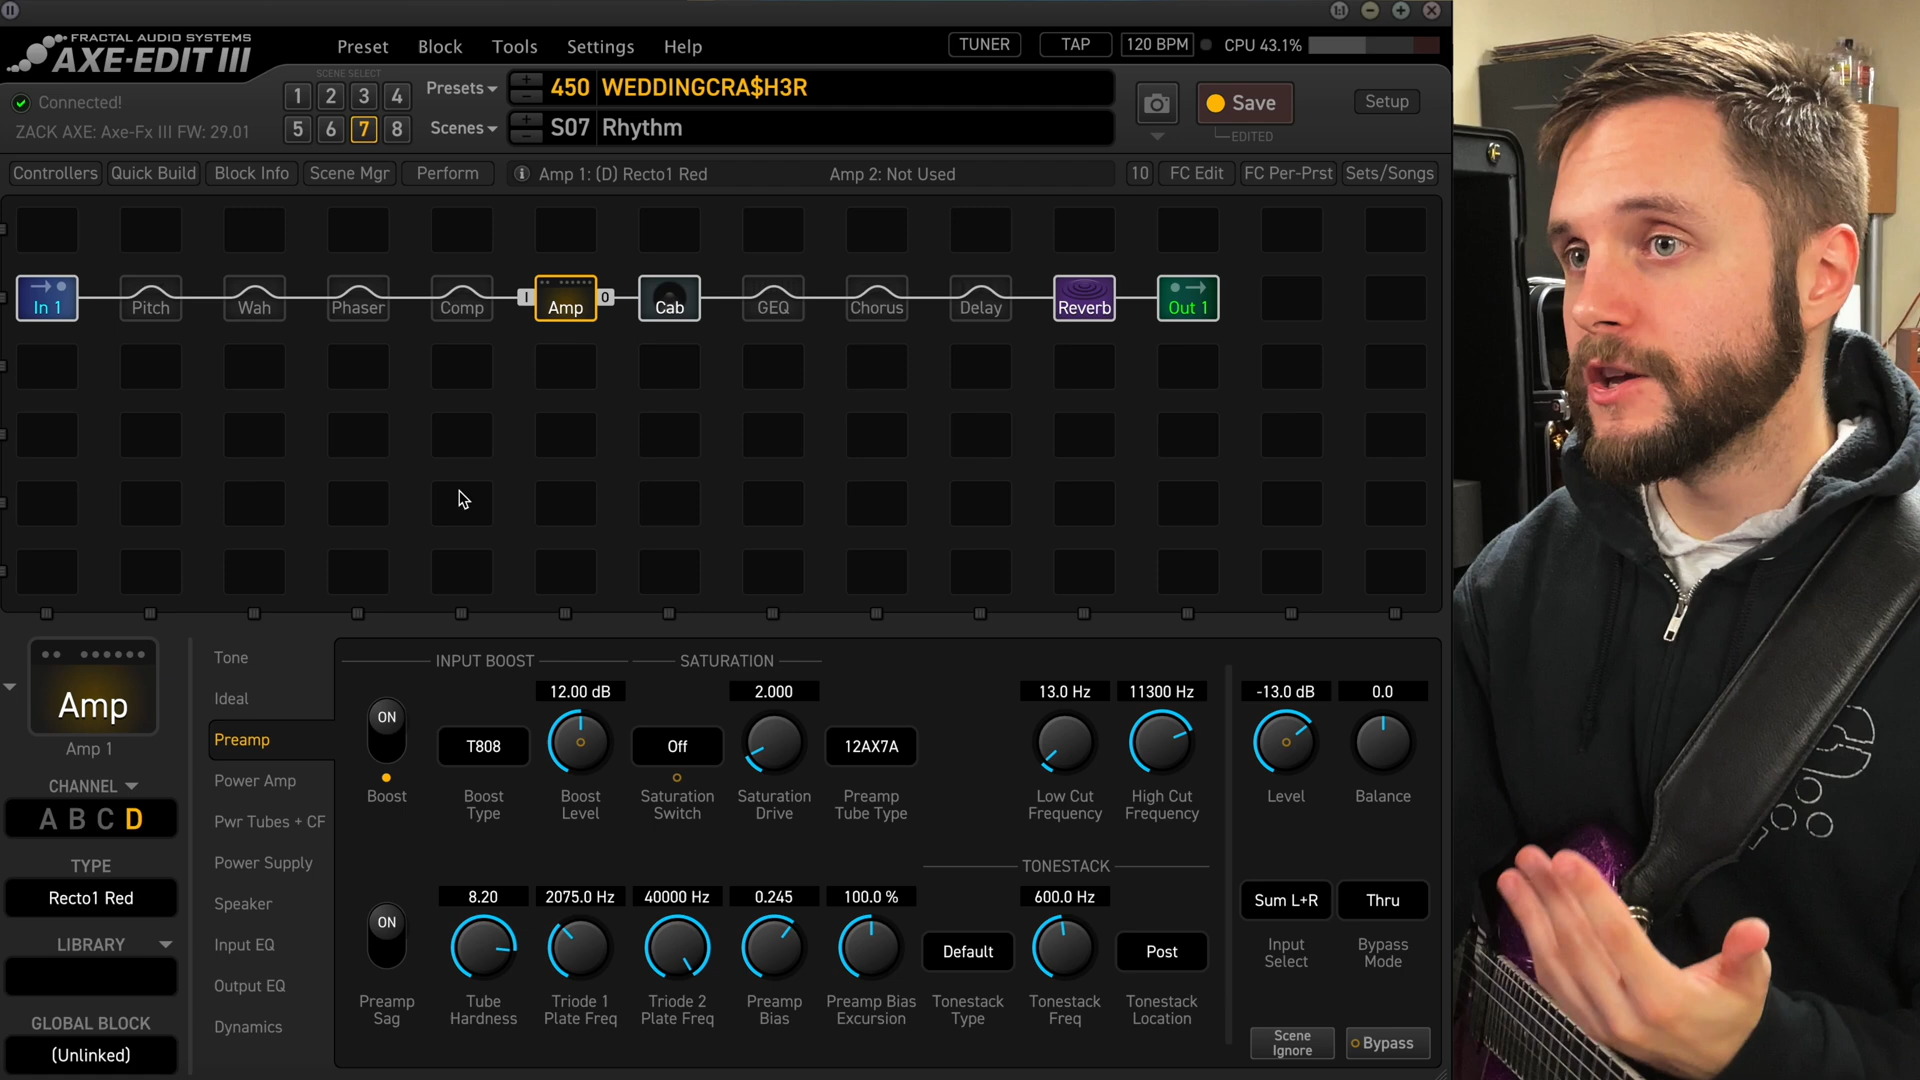 FRACTAL AUDIO SYSTEMS
AXE-EDIT III
Preset Block Tools Settings Help
TUNER TAP 120 BPM CPU 43.1%
Connected!
ZACK AXE: Axe-Fx III FW: 29.01
SCENE SELECT
1 2 3 4
5 6 7 8
Presets + - 450 WEDDINGCRA$H3R
Scenes + - S07 Rhythm
Save
EDITED
Setup
Controllers Quick Build Block Info Scene Mgr Perform
Amp 1: (D) Recto1 Red Amp 2: Not Used
10 FC Edit FC Per-Prst Sets/Songs
In 1 Pitch Wah Phaser Comp I Amp O Cab GEQ Chorus Delay Reverb Out 1
Amp
Amp 1
CHANNEL
A B C D
TYPE
Recto1 Red
LIBRARY
GLOBAL BLOCK
(Unlinked)
Tone
Ideal
Preamp
Power Amp
Pwr Tubes + CF
Power Supply
Speaker
Input EQ
Output EQ
Dynamics
INPUT BOOST SATURATION
12.00 dB 2.000 13.0 Hz 11300 Hz -13.0 dB 0.0
ON T808 Off 12AX7A
Boost Boost Type Boost Level Saturation Switch Saturation Drive Preamp Tube Type Low Cut Frequency High Cut Frequency Level Balance
TONESTACK
8.20 2075.0 Hz 40000 Hz 0.245 100.0 % 600.0 Hz
ON Default Post Sum L+R Thru
Preamp Sag Tube Hardness Triode 1 Plate Freq Triode 2 Plate Freq Preamp Bias Preamp Bias Excursion Tonestack Type Tonestack Freq Tonestack Location Input Select Bypass Mode
Scene Ignore Bypass